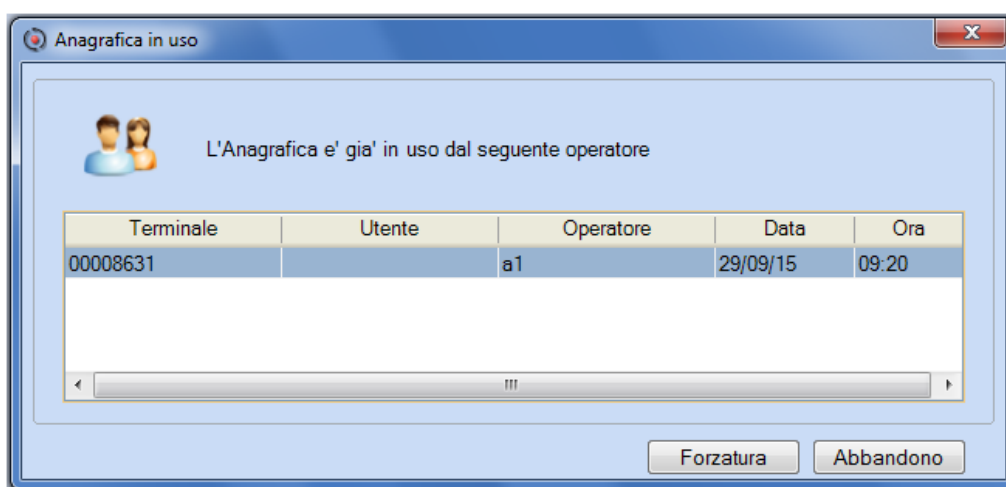 Anagrafica in uso
L'Anagrafica e' gia' in uso dal seguente operatore
Terminale Utente Operatore Data Ora
00008631 a1 29/09/15 09:20
Forzatura Abbandono